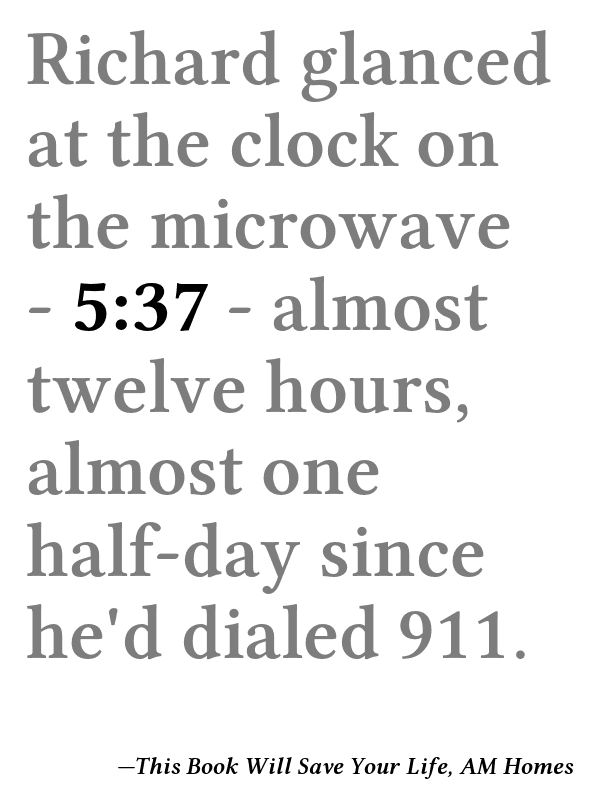 Richard glanced
at the clock on
the microwave
- 5:37 - almost
twelve hours,
almost one
half-day since
he'd dialed 911.
—This Book Will Save Your Life, AM Homes